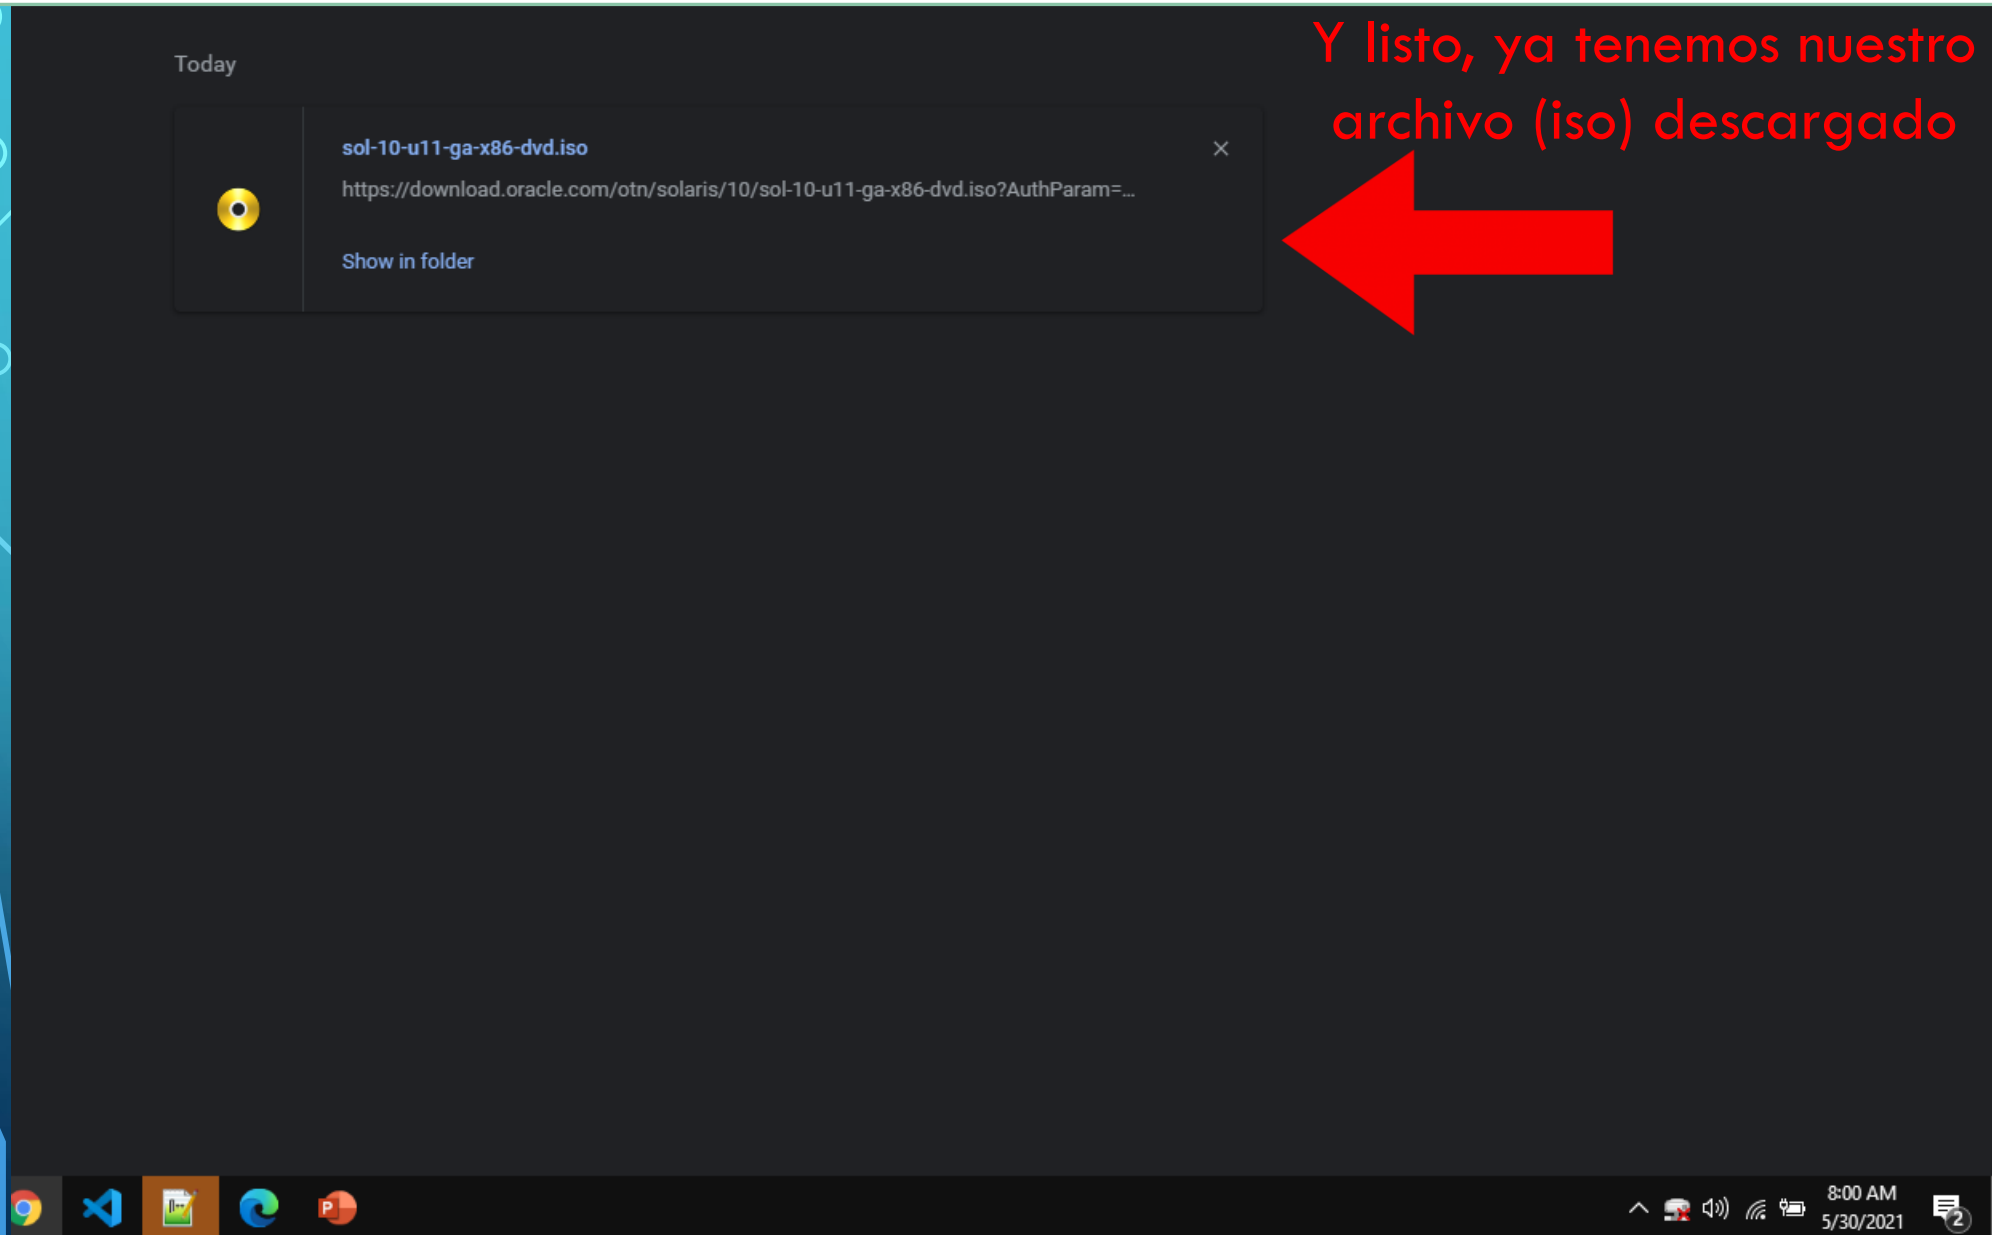 Y listo, ya tenemos nuestro
archivo (iso) descargado
Today
sol-10-u11-ga-x86-dvd.iso
https://download.oracle.com/otn/solaris/10/sol-10-u11-ga-x86-dvd.iso?AuthParam=...
Show in folder
8:00 AM
5/30/2021
2